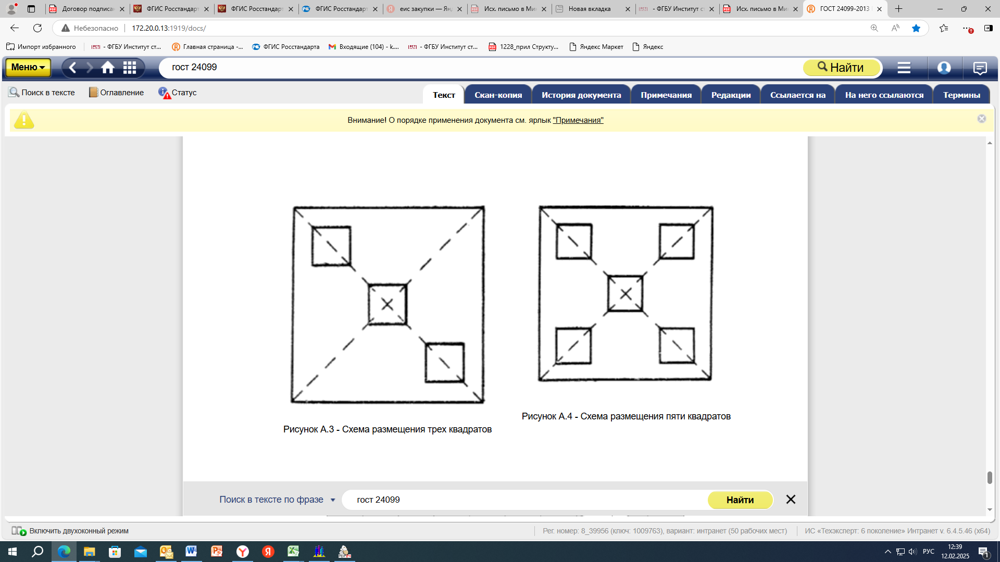 Договор подписан
ФГИС Росстандарт
ФГИС Росстандарт
ФГИС Росстандарт
еис закупки — Ян
Исх. письмо в Ми
Новая вкладка
- ФГБУ Институт ст
Исх. письмо в Ми
ГОСТ 24099-2013
Небезопасно
172.20.0.13:1919/docs/
Импорт избранного
- ФГБУ Институт ст...
Главная страница -...
ФГИС Росстандарта
Входящие (104) - k....
- ФГБУ Институт ст...
1228_прил Структу...
Яндекс Маркет
Яндекс
Меню
гост 24099
Найти
Поиск в тексте
Оглавление
Статус
Текст
Скан-копия
История документа
Примечания
Редакции
Ссылается на
На него ссылаются
Термины
Внимание! О порядке применения документа см. ярлык "Примечания"
Рисунок А.3 - Схема размещения трех квадратов
Рисунок А.4 - Схема размещения пяти квадратов
Поиск в тексте по фразе
гост 24099
Найти
Включить двухоконный режим
Рег. номер: 8_39956 (ключ: 1009763), вариант: интранет (50 рабочих мест)
ИС «Техэксперт: 6 поколение» Интранет v. 6.4.5.46 (x64)
РУС
12:39
12.02.2025
1